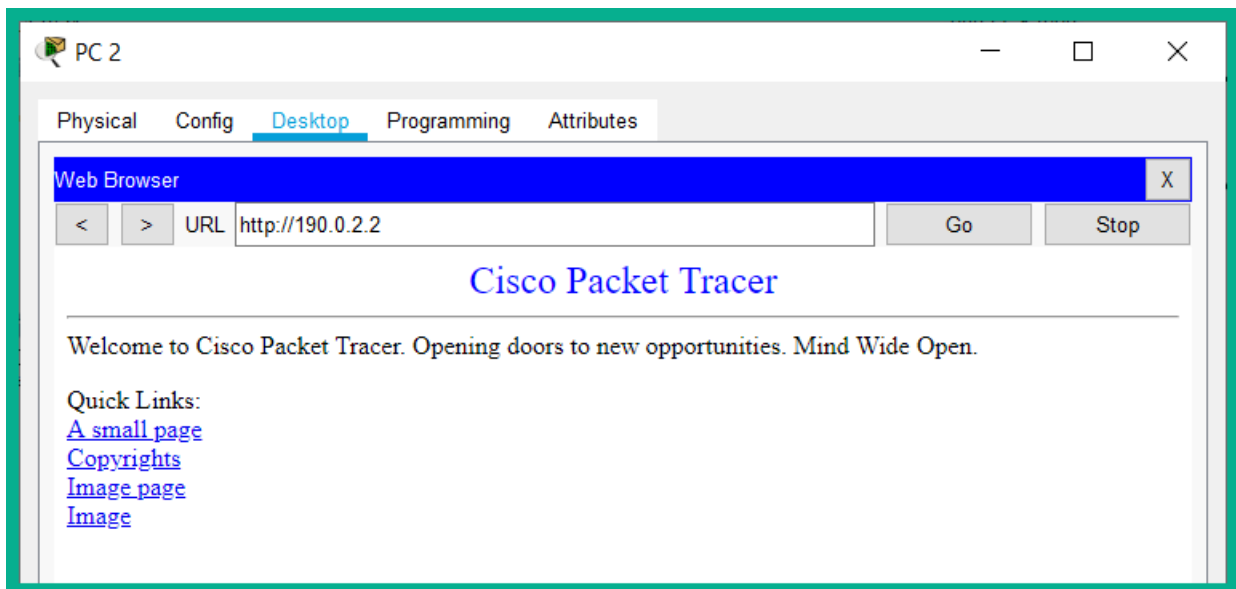 PC 2
Physical Config Desktop Programming Attributes
Web Browser X
< > URL http://190.0.2.2 Go Stop
Cisco Packet Tracer
Welcome to Cisco Packet Tracer. Opening doors to new opportunities. Mind Wide Open.
Quick Links:
A small page
Copyrights
Image page
Image